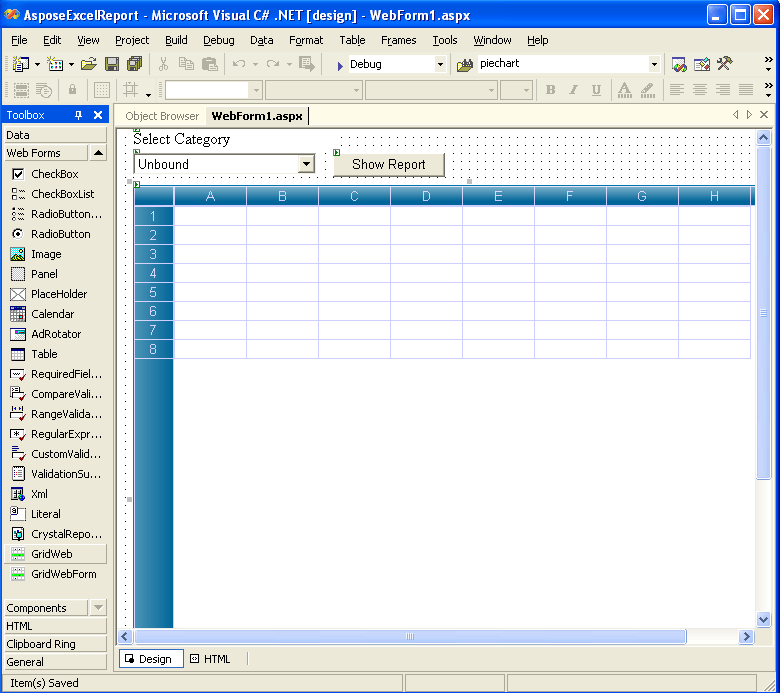 AsposeExcelReport - Microsoft Visual C# .NET [design] - WebForm1.aspx
File Edit View Project Build Debug Data Format Table Frames Tools Window Help
Debug piechart
B I U A
Toolbox
Object Browser WebForm1.aspx
Data
Web Forms
CheckBox
CheckBoxList
RadioButton...
RadioButton
Image
Panel
PlaceHolder
Calendar
AdRotator
Table
RequiredFiel...
CompareVali...
RangeValida...
RegularExpr...
CustomValid...
ValidationSu...
Xml
Literal
CrystalRepo...
GridWeb
GridWebForm
Components
HTML
Clipboard Ring
General
Select Category
Unbound Show Report
A B C D E F G H
1
2
3
4
5
6
7
8
Design HTML
Item(s) Saved